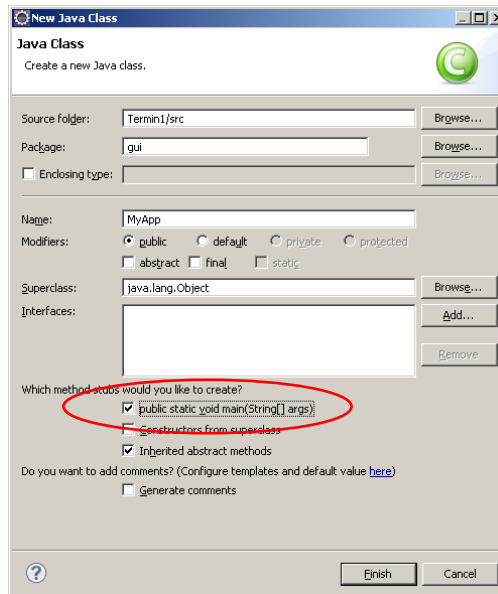 New Java Class
Java Class
Create a new Java class.
Source folder: Termin1/src Browse...
Package: gui Browse...
Enclosing type: Browse...
Name: MyApp
Modifiers: public default private protected
abstract final static
Superclass: java.lang.Object Browse...
Interfaces: Add...
Remove
Which method stubs would you like to create?
public static void main(String[] args)
Constructors from superclass
Inherited abstract methods
Do you want to add comments? (Configure templates and default value here)
Generate comments
? Finish Cancel